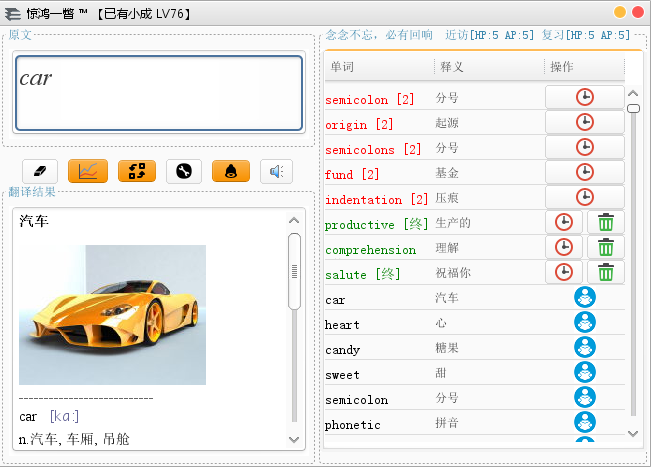 惊鸿一瞥 ™ 【已有小成 LV76】
原文
car
翻译结果
汽车
---------------------------
car [kɑː]
n.汽车, 车厢, 吊舱
念念不忘，必有回响 近访[HP:5 AP:5] 复习[HP:5 AP:5]
单词 释义 操作
semicolon [2] 分号
origin [2] 起源
semicolons [2] 分号
fund [2] 基金
indentation [2] 压痕
productive [终] 生产的
comprehension 理解
salute [终] 祝福你
car 汽车
heart 心
candy 糖果
sweet 甜
semicolon 分号
phonetic 拼音